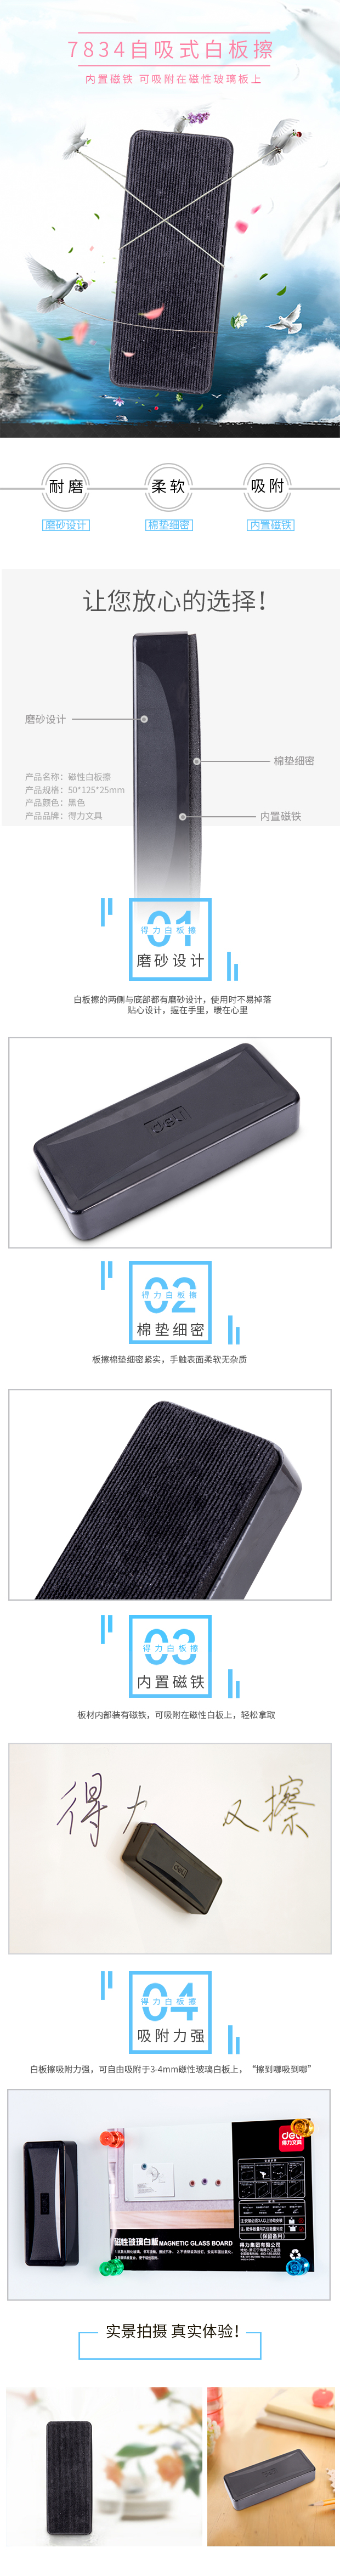 7834自吸式白板擦
内置磁铁 可吸附在磁性玻璃板上
耐磨
柔软
吸附
磨砂设计
棉垫细密
内置磁铁
让您放心的选择！
磨砂设计
棉垫细密
产品名称：磁性白板擦
产品规格：50*125*25mm
产品颜色：黑色
产品品牌：得力文具
内置磁铁
01
得力白板擦
磨砂设计
白板擦的两侧与底部都有磨砂设计，使用时不易掉落
贴心设计，握在手里，暖在心里
deli
02
得力白板擦
棉垫细密
板擦棉垫细密紧实，手触表面柔软无杂质
03
得力白板擦
内置磁铁
板材内部装有磁铁，可吸附在磁性白板上，轻松拿取
得力
又擦
deli
04
得力白板擦
吸附力强
白板擦吸附力强，可自由吸附于3-4mm磁性玻璃白板上，“擦到哪吸到哪”
deli
得力文具
磁性玻璃白板MAGNETIC GLASS BOARD
得力集团有限公司
实景拍摄 真实体验！